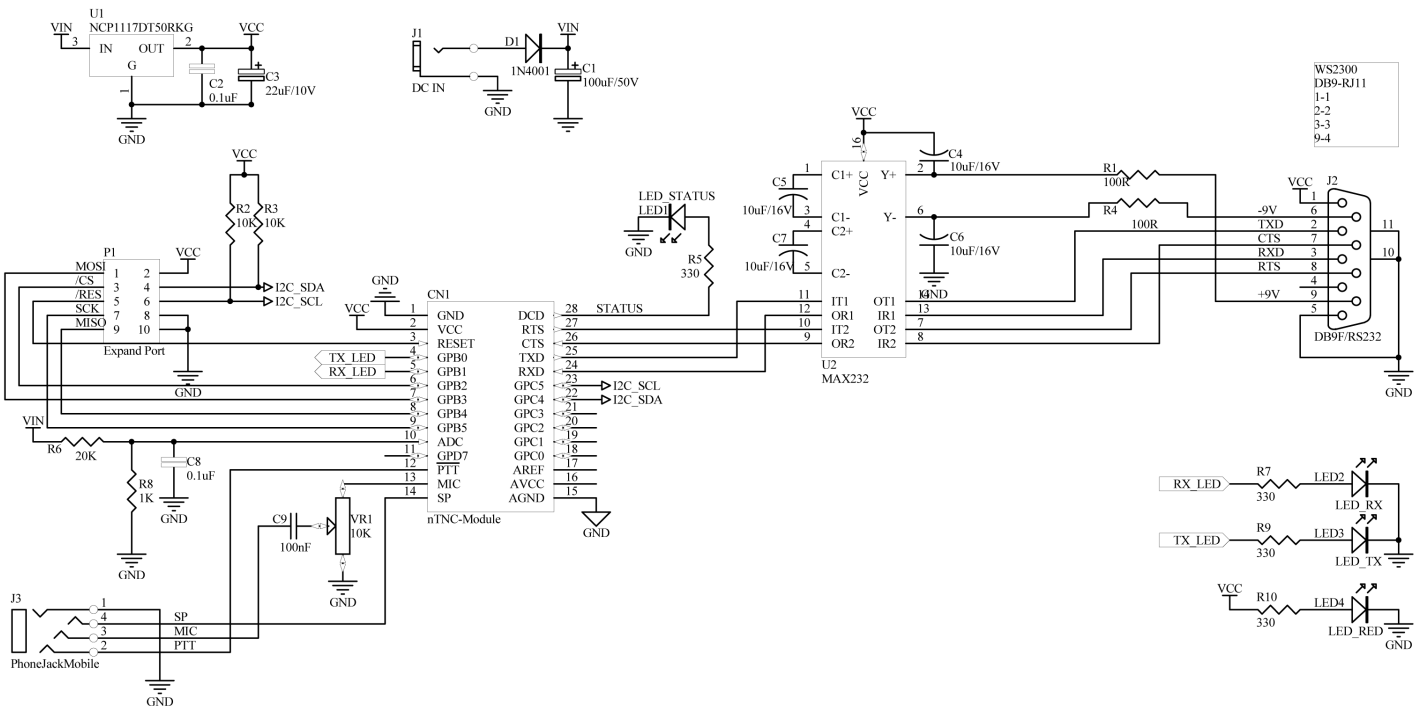 U1
NCP1117DT50RKG
VIN
VCC
3
IN
OUT
2
G
1
C2
0.1uF
C3
22uF/10V
GND
J1
DC IN
D1
1N4001
VIN
C1
100uF/50V
GND
WS2300
DB9-RJ11
1-1
2-2
3-3
9-4
VCC
R2
10K
R3
10K
P1
VCC
MOSI
1
2
/CS
3
4
I2C_SDA
/RES
5
6
I2C_SCL
SCK
7
8
MISO
9
10
Expand Port
GND
LED_STATUS
LED1
GND
R5
330
VCC
16
C4
10uF/16V
1
C1+
VCC
Y+
2
C5
10uF/16V
3
C1-
Y-
6
4
C2+
C7
10uF/16V
C6
10uF/16V
5
C2-
GND
11
IT1
OT1
14
12
OR1
IR1
13
10
IT2
OT2
7
9
OR2
IR2
8
U2
MAX232
R1
100R
R4
100R
J2
VCC
1
-9V
6
TXD
2
11
CTS
7
RXD
3
10
RTS
8
4
+9V
9
5
DB9F/RS232
GND
GND
VCC
CN1
1
GND
DCD
28
STATUS
2
VCC
RTS
27
3
RESET
CTS
26
TX_LED
4
GPB0
TXD
25
RX_LED
5
GPB1
RXD
24
6
GPB2
GPC5
23
I2C_SCL
7
GPB3
GPC4
22
I2C_SDA
8
GPB4
GPC3
21
9
GPB5
GPC2
20
10
ADC
GPC1
19
11
GPD7
GPC0
18
12
PTT
AREF
17
13
MIC
AVCC
16
14
SP
AGND
15
nTNC-Module
GND
VIN
R6
20K
R8
1K
C8
0.1uF
GND
GND
C9
100nF
VR1
10K
GND
J3
1
4
SP
3
MIC
2
PTT
PhoneJackMobile
GND
RX_LED
R7
330
LED2
LED_RX
TX_LED
R9
330
LED3
LED_TX
GND
VCC
R10
330
LED4
LED_RED
GND